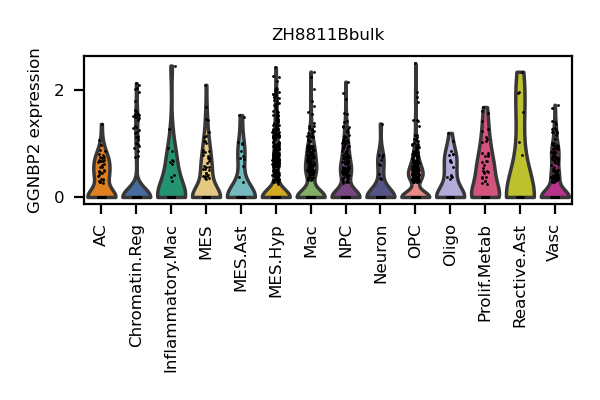 ZH8811Bbulk
GGNBP2 expression
2
0
AC
Chromatin.Reg
Inflammatory.Mac
MES
MES.Ast
MES.Hyp
Mac
NPC
Neuron
OPC
Oligo
Prolif.Metab
Reactive.Ast
Vasc